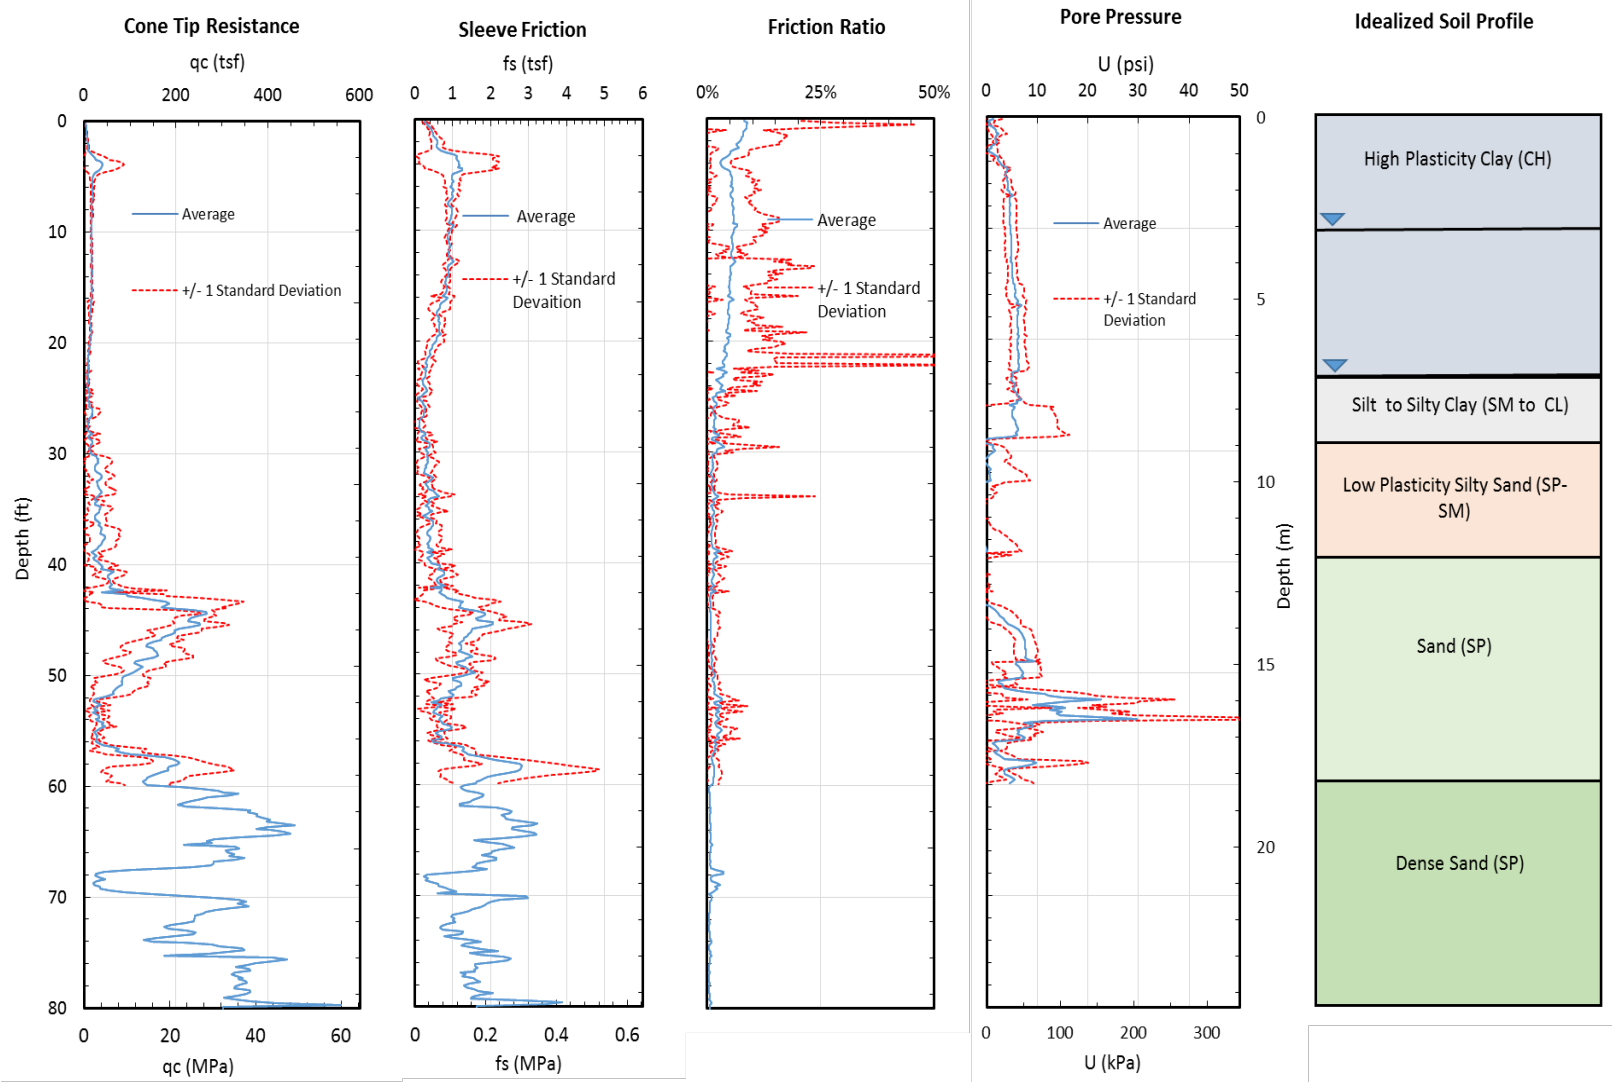 Cone Tip Resistance
qc (tsf)
0 200 400 600
0
10
20
30
40
50
60
70
80
Depth (ft)
Average
+/- 1 Standard Deviation
0 20 40 60
qc (MPa)
Sleeve Friction
fs (tsf)
0 1 2 3 4 5 6
Average
+/- 1 Standard
Devaition
0 0.2 0.4 0.6
fs (MPa)
Friction Ratio
0% 25% 50%
Average
+/- 1 Standard
Deviation
Pore Pressure
U (psi)
0 10 20 30 40 50
Average
+/- 1 Standard
Deviation
0 100 200 300
U (kPa)
0
5
10
15
20
Depth (m)
Idealized Soil Profile
High Plasticity Clay (CH)
Silt to Silty Clay (SM to CL)
Low Plasticity Silty Sand (SP-
SM)
Sand (SP)
Dense Sand (SP)